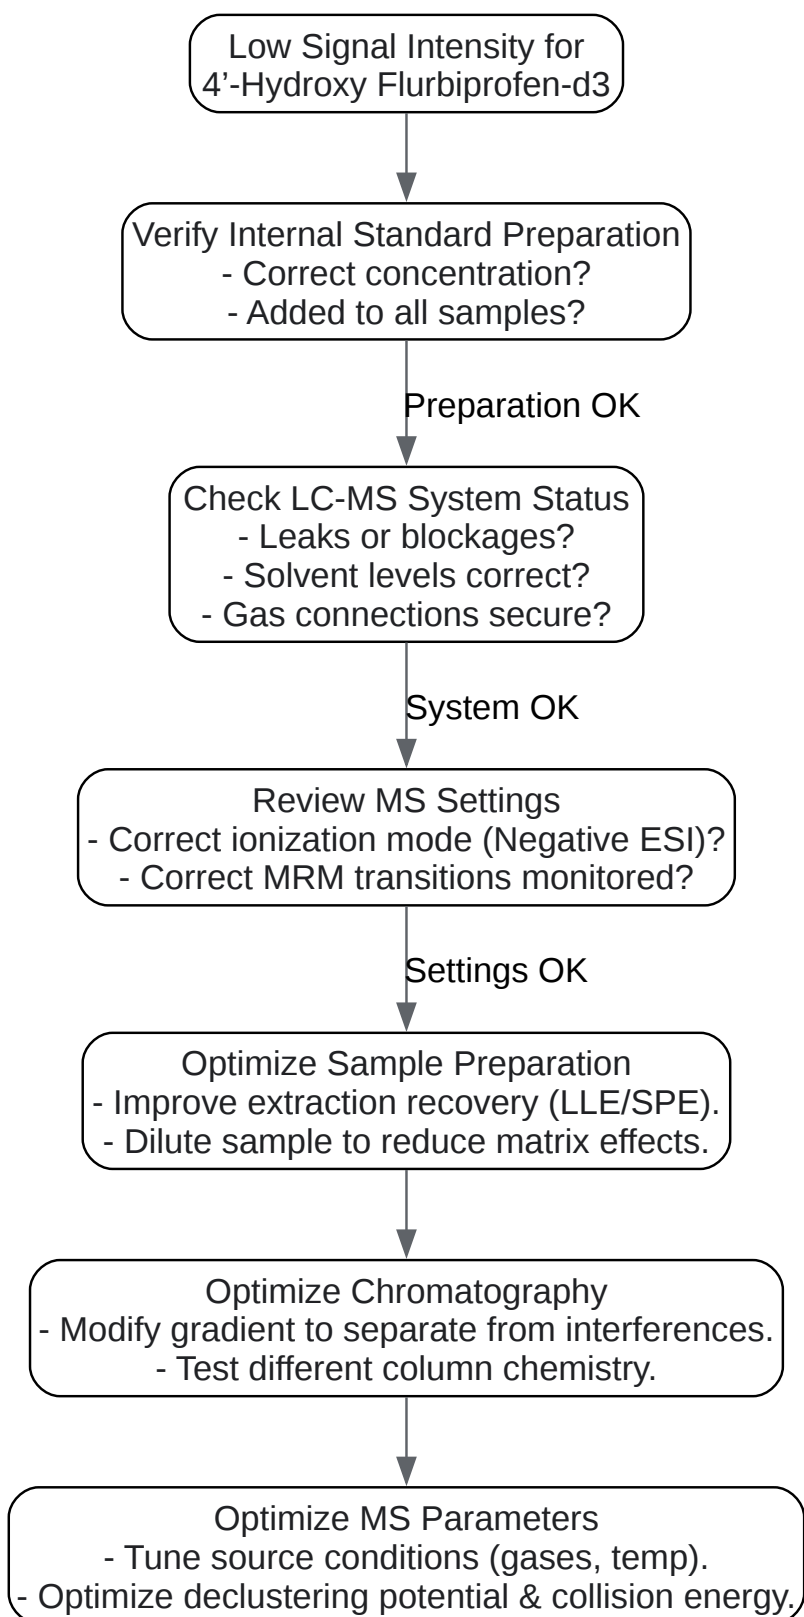 Low Signal Intensity for
4’-Hydroxy Flurbiprofen-d3
Verify Internal Standard Preparation
- Correct concentration?
- Added to all samples?
Preparation OK
Check LC-MS System Status
- Leaks or blockages?
- Solvent levels correct?
- Gas connections secure?
System OK
Review MS Settings
- Correct ionization mode (Negative ESI)?
- Correct MRM transitions monitored?
Settings OK
Optimize Sample Preparation
- Improve extraction recovery (LLE/SPE).
- Dilute sample to reduce matrix effects.
Optimize Chromatography
- Modify gradient to separate from interferences.
- Test different column chemistry.
Optimize MS Parameters
- Tune source conditions (gases, temp).
- Optimize declustering potential & collision energy.